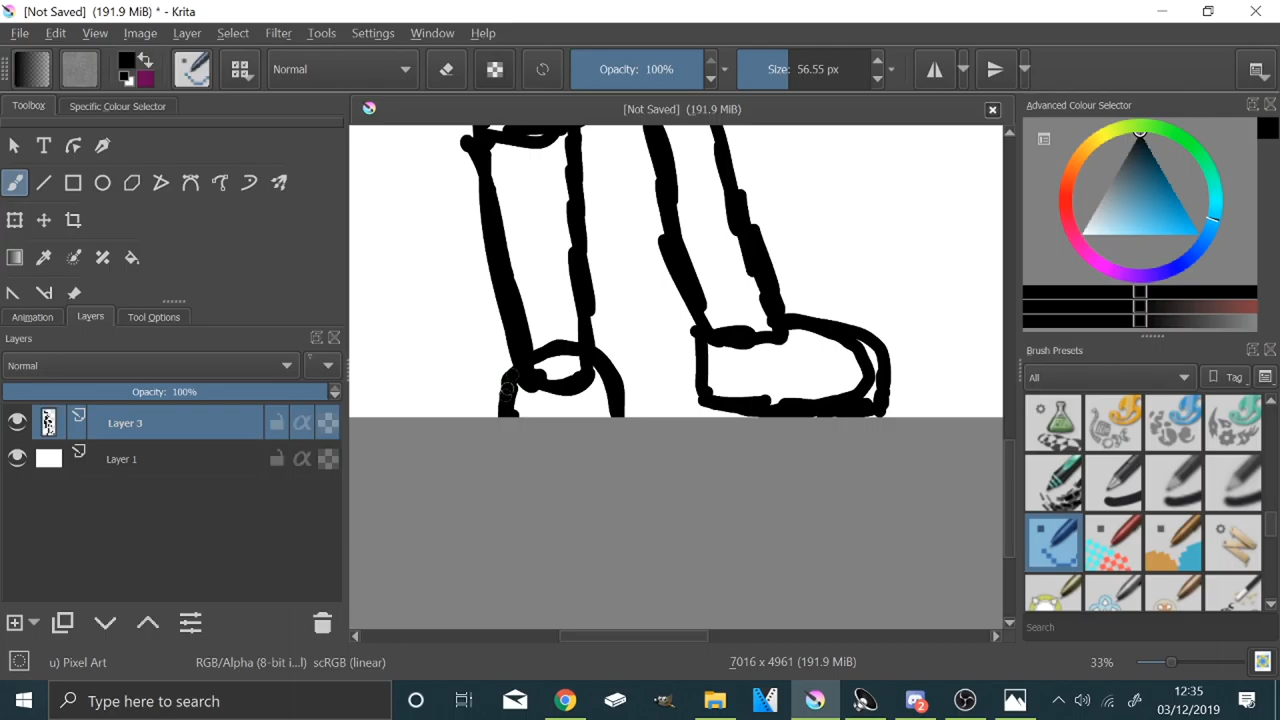 [Not Saved] (191.9 MiB) * - Krita
File Edit View Image Layer Select Filter Tools Settings Window Help
Normal Opacity: 100% Size: 56.55 px
Toolbox Specific Colour Selector
[Not Saved] (191.9 MiB)
Advanced Colour Selector
Animation Layers Tool Options
Layers
Normal
Opacity: 100%
Layer 3
Layer 1
Brush Presets
All Tag
Search
u) Pixel Art RGB/Alpha (8-bit i...l) scRGB (linear) 7016 x 4961 (191.9 MiB) 33%
Type here to search
2
12:35
03/12/2019